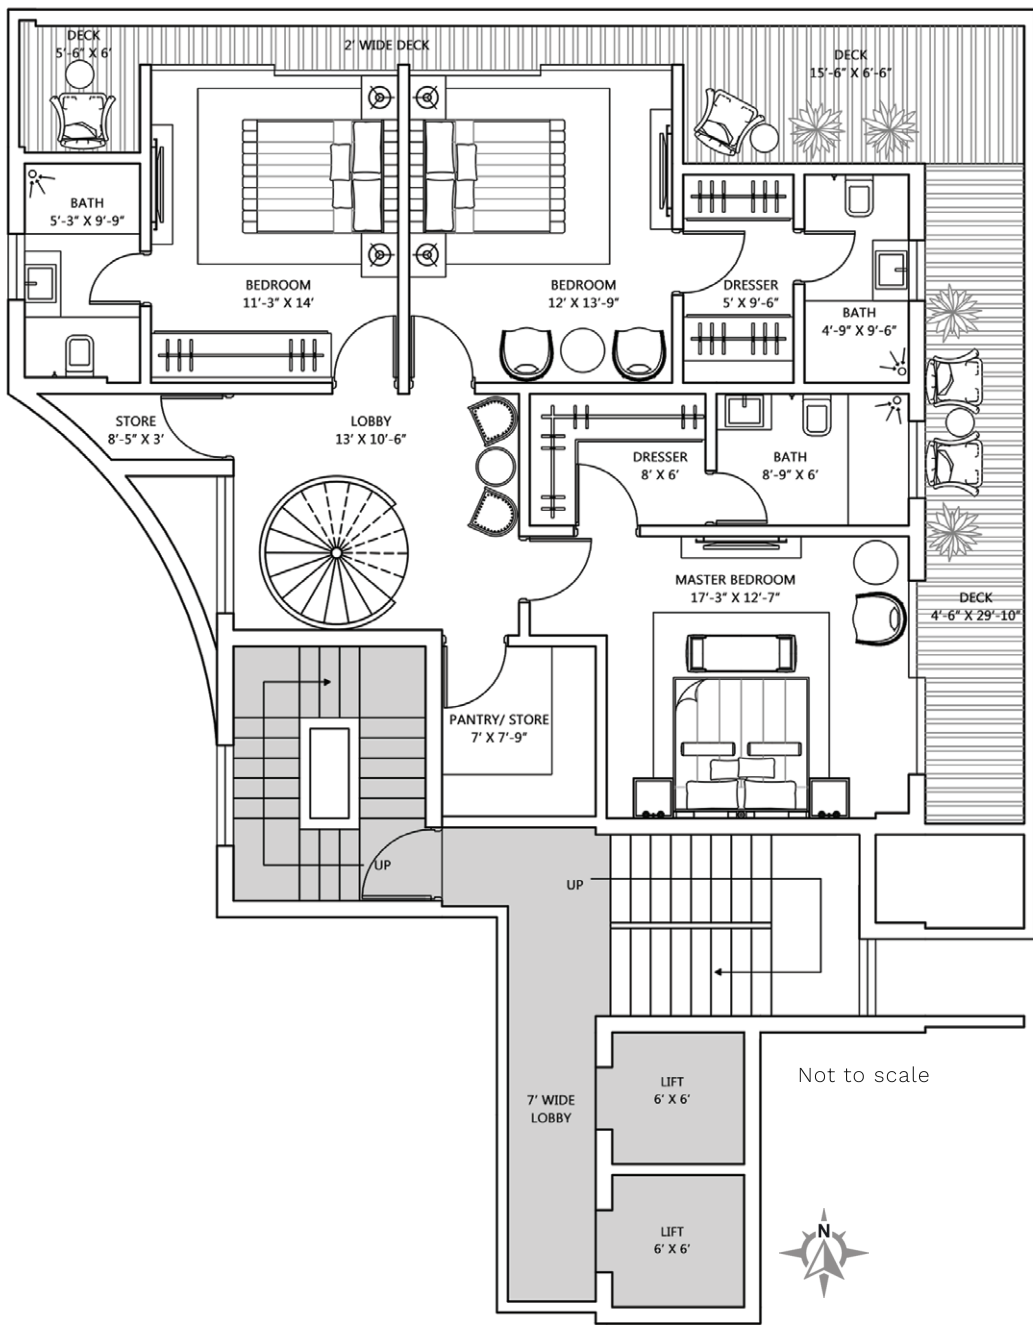 DECK
5'-6" X 6'
2' WIDE DECK
DECK
15'-6" X 6'-6"
BATH
5'-3" X 9'-9"
BEDROOM
11'-3" X 14'
BEDROOM
12' X 13'-9"
DRESSER
5' X 9'-6"
BATH
4'-9" X 9'-6"
STORE
8'-5" X 3'
LOBBY
13' X 10'-6"
DRESSER
8' X 6'
BATH
8'-9" X 6'
MASTER BEDROOM
17'-3" X 12'-7"
DECK
4'-6" X 29'-10"
PANTRY/ STORE
7' X 7'-9"
UP
UP
Not to scale
LIFT
6' X 6'
7' WIDE
LOBBY
LIFT
6' X 6'
N